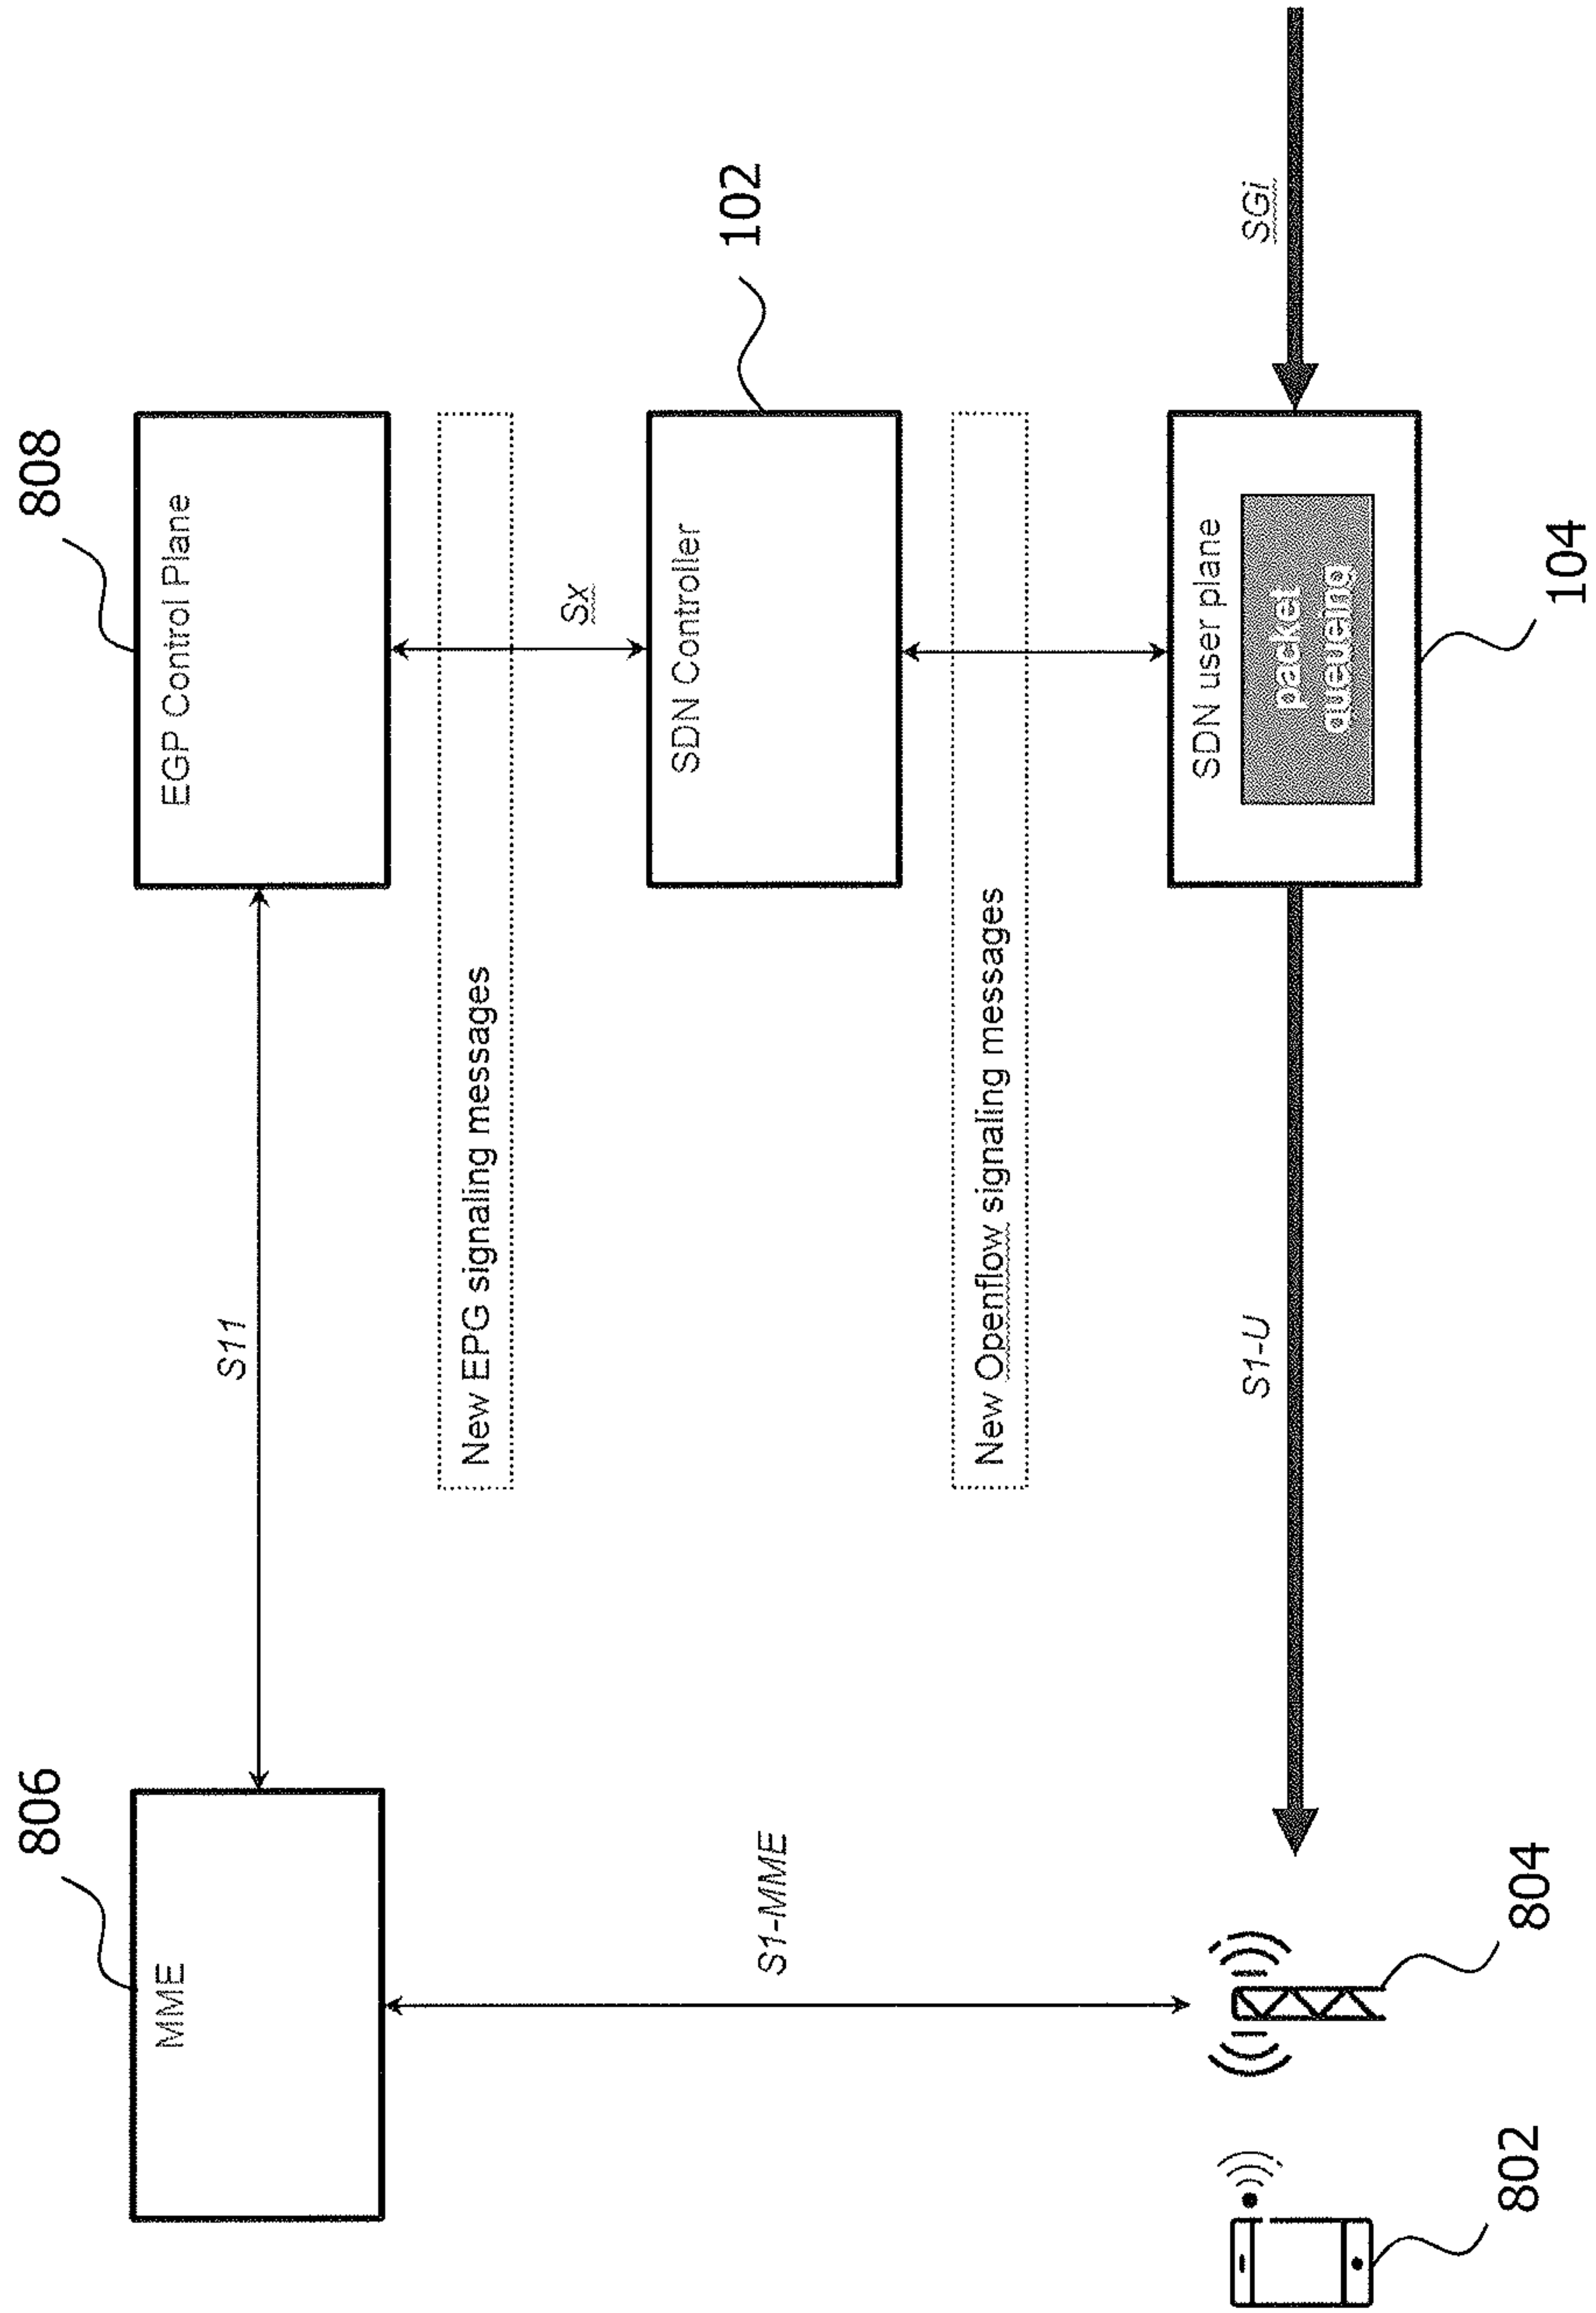 806
MME
S11
808
EGP Control Plane
New EPG signaling messages
Sx
S1-MME
SDN Controller
102
New Openflow signaling messages
802
804
S1-U
SDN user plane
packet
queueing
104
SGi